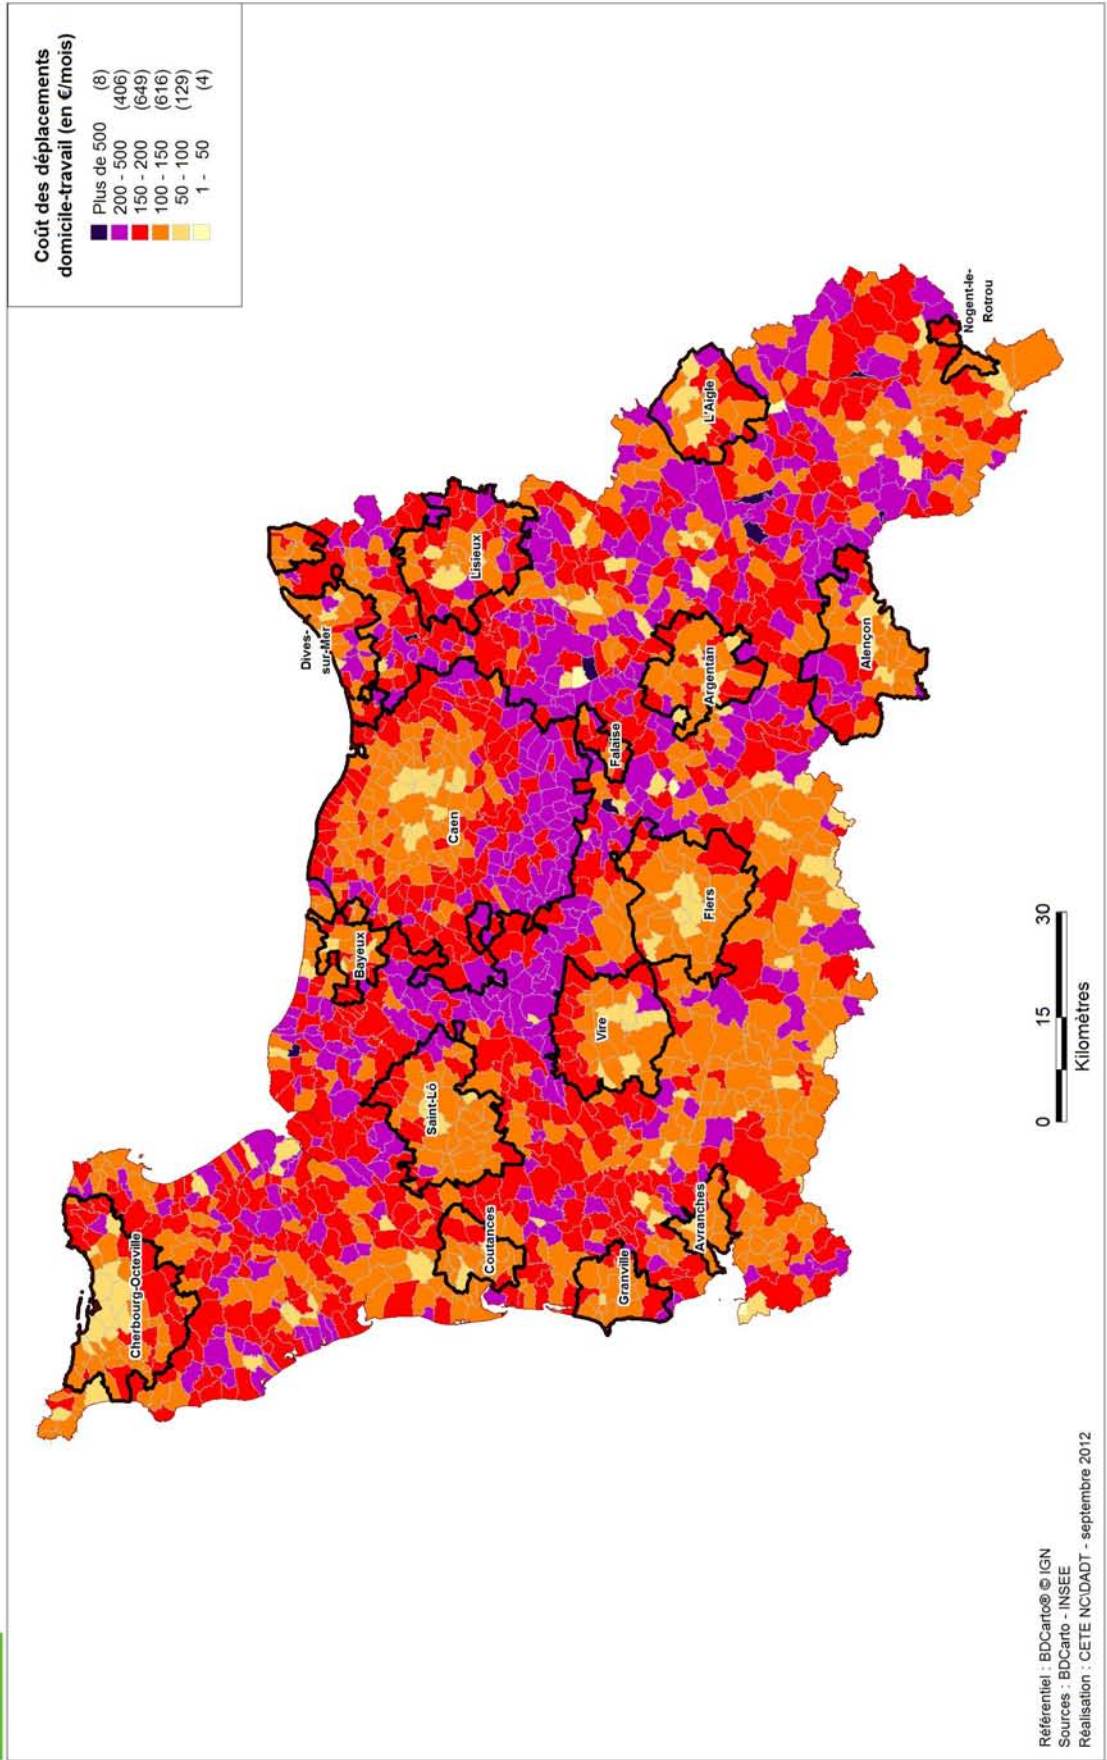 Coût des déplacements
domicile-travail (en €/mois)
Plus de 500 (8)
200 - 500 (406)
150 - 200 (649)
100 - 150 (616)
50 - 100 (129)
1 - 50 (4)
Cherbourg-Octeville
Bayeux
Dives-
sur-Mer
Saint-Lô
Caen
Lisieux
Coutances
Granville
Vire
Falaise
Avranches
Flers
Argentan
L'Aigle
Alençon
Nogent-le-
Rotrou
0 15 30
Kilomètres
Référentiel : BDCarto® © IGN
Sources : BDCarto - INSEE
Réalisation : CETE NC\DADT - septembre 2012